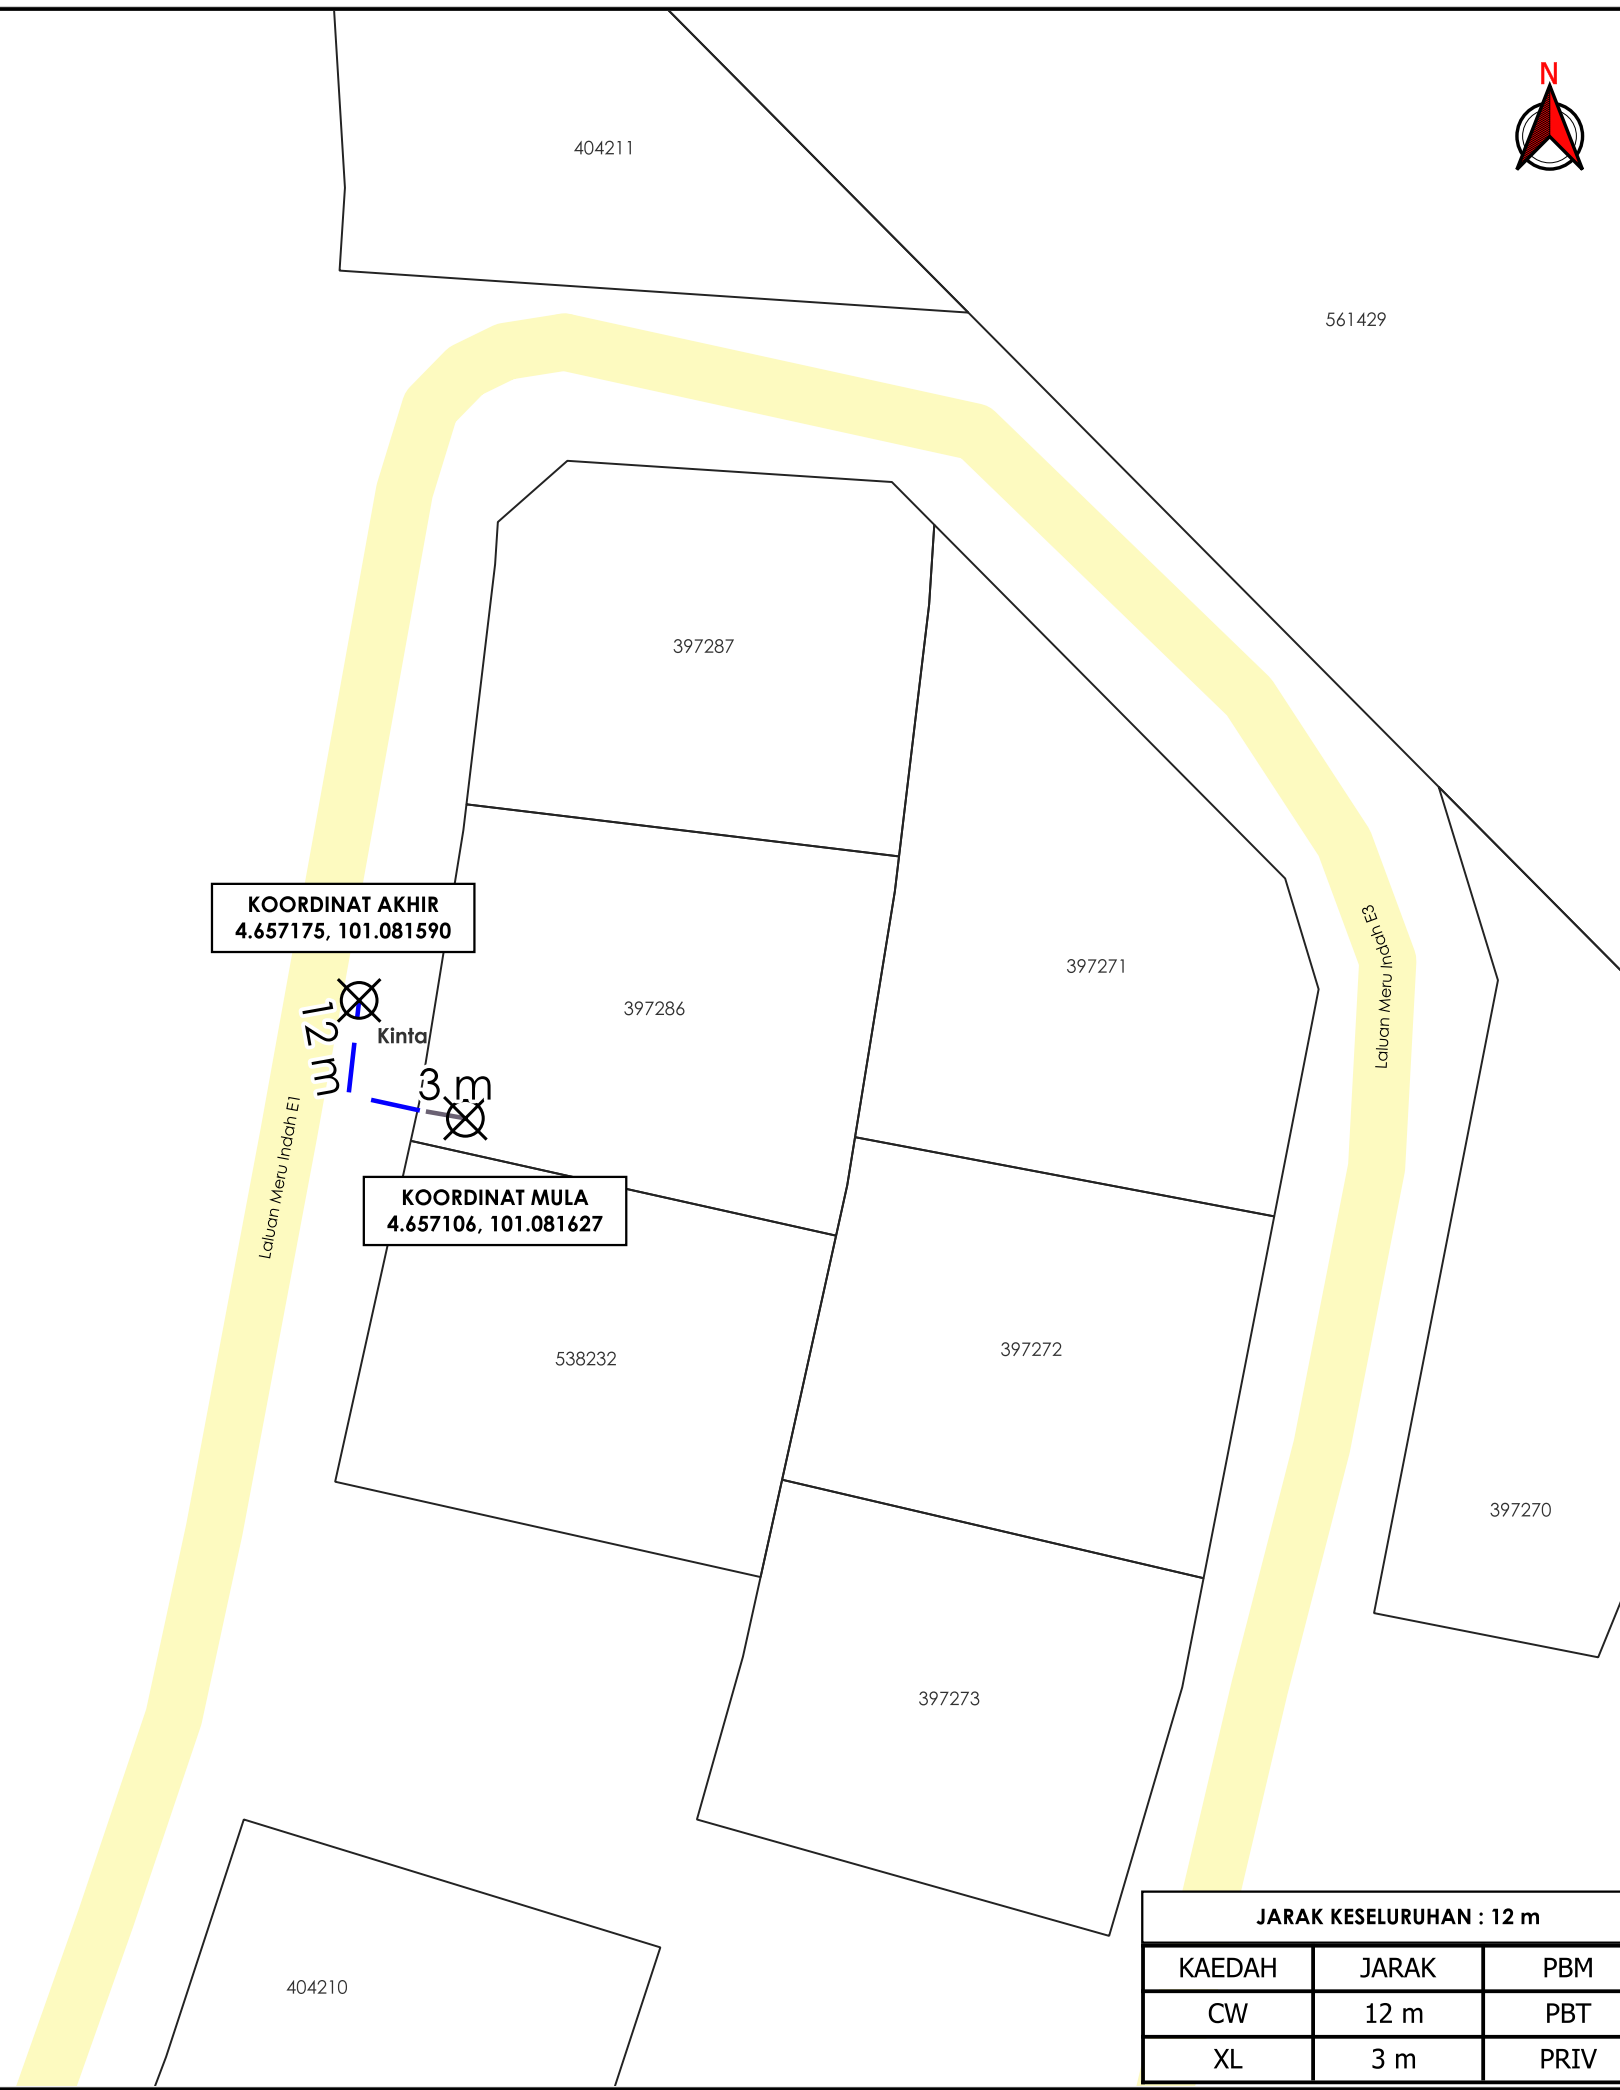 N
404211
561429
397287
KOORDINAT AKHIR
4.657175, 101.081590
397271
Laluan Meru Indah E3
397286
12 m
Kinta
3 m
Laluan Meru Indah E1
KOORDINAT MULA
4.657106, 101.081627
397272
538232
397270
397273
404210
JARAK KESELURUHAN : 12 m
KAEDAH JARAK PBM
CW 12 m PBT
XL 3 m PRIV